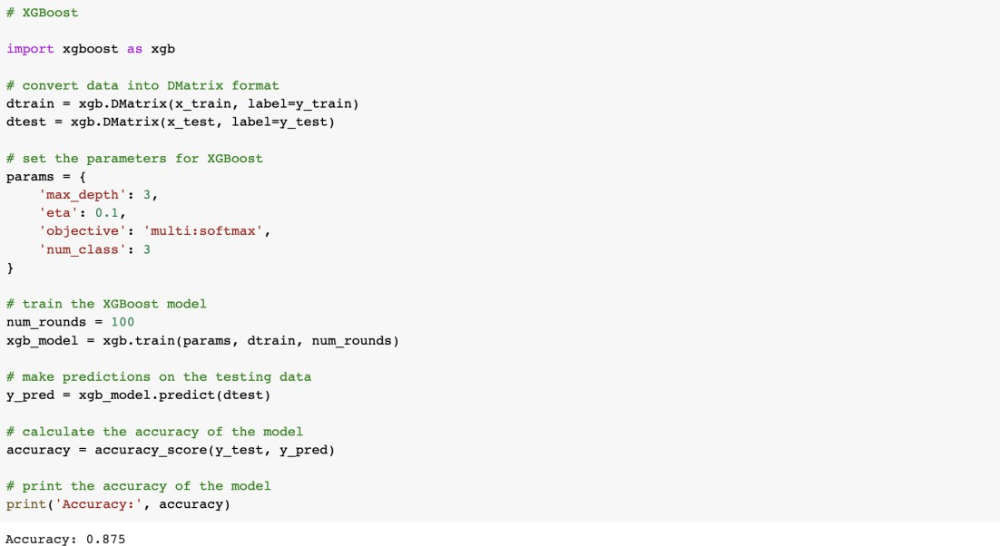 # XGBoost
import xgboost as xgb
# convert data into DMatrix format
dtrain = xgb.DMatrix(x_train, label=y_train)
dtest = xgb.DMatrix(x_test, label=y_test)
# set the parameters for XGBoost
params = {
    'max_depth': 3,
    'eta': 0.1,
    'objective': 'multi:softmax',
    'num_class': 3
}
# train the XGBoost model
num_rounds = 100
xgb_model = xgb.train(params, dtrain, num_rounds)
# make predictions on the testing data
y_pred = xgb_model.predict(dtest)
# calculate the accuracy of the model
accuracy = accuracy_score(y_test, y_pred)
# print the accuracy of the model
print('Accuracy:', accuracy)
Accuracy: 0.875